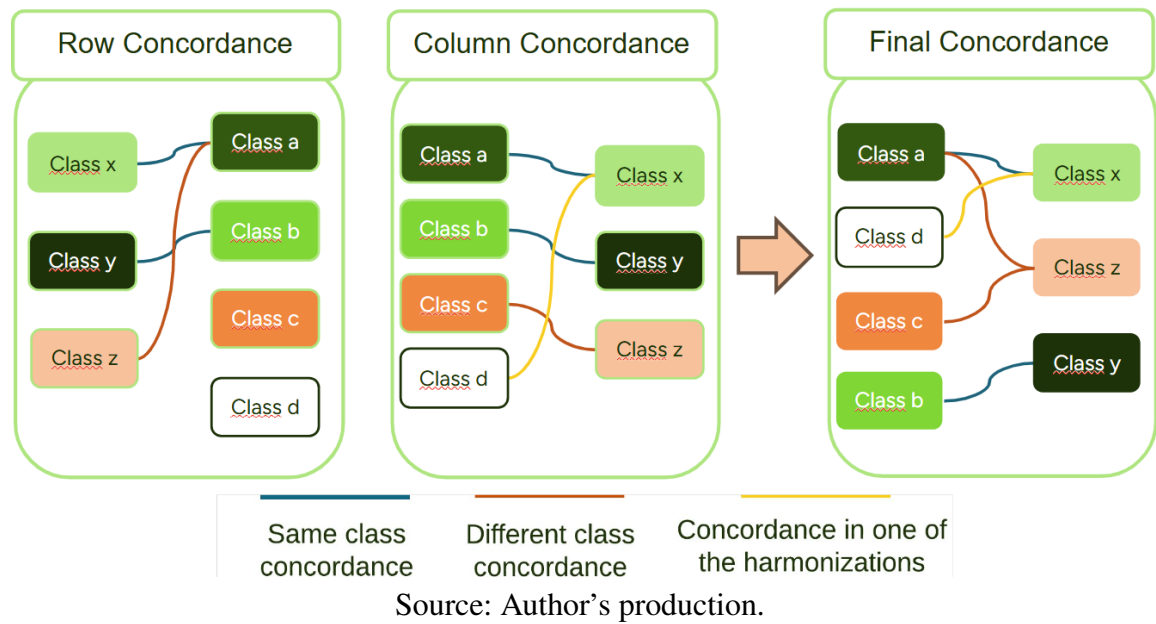 Row Concordance
Class x
Class y
Class z
Class a
Class b
Class c
Class d
Column Concordance
Class a
Class b
Class c
Class d
Class x
Class y
Class z
Final Concordance
Class a
Class d
Class c
Class b
Class x
Class z
Class y
Same class
concordance
Different class
concordance
Concordance in one of
the harmonizations
Source: Author’s production.